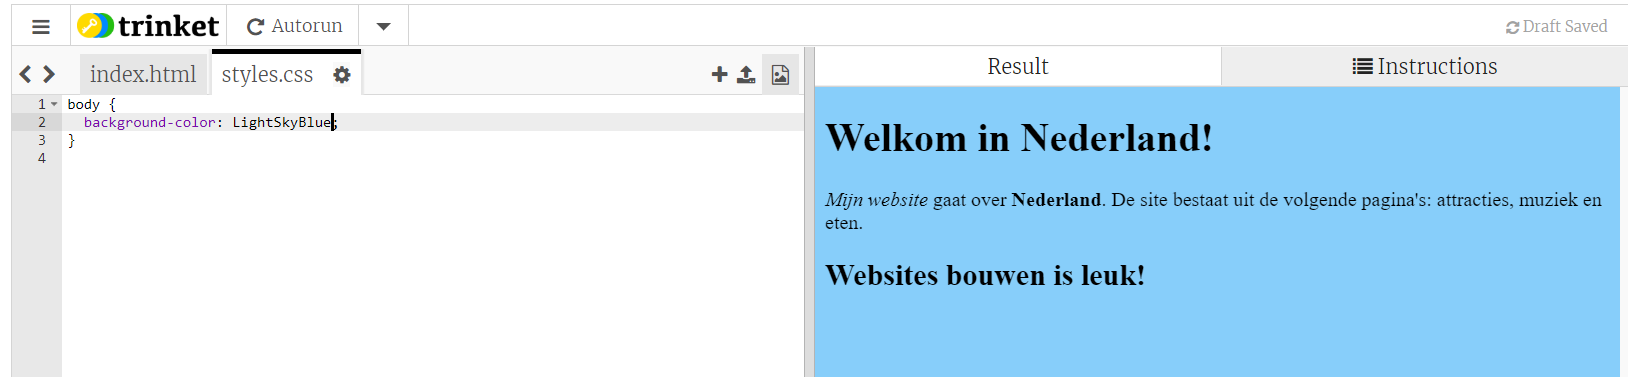 trinket
Autorun
Draft Saved
index.html
styles.css
Result
Instructions
1 body {
2 background-color: LightSkyBlue;
3 }
4
Welkom in Nederland!
Mijn website gaat over Nederland. De site bestaat uit de volgende pagina's: attracties, muziek en
eten.
Websites bouwen is leuk!